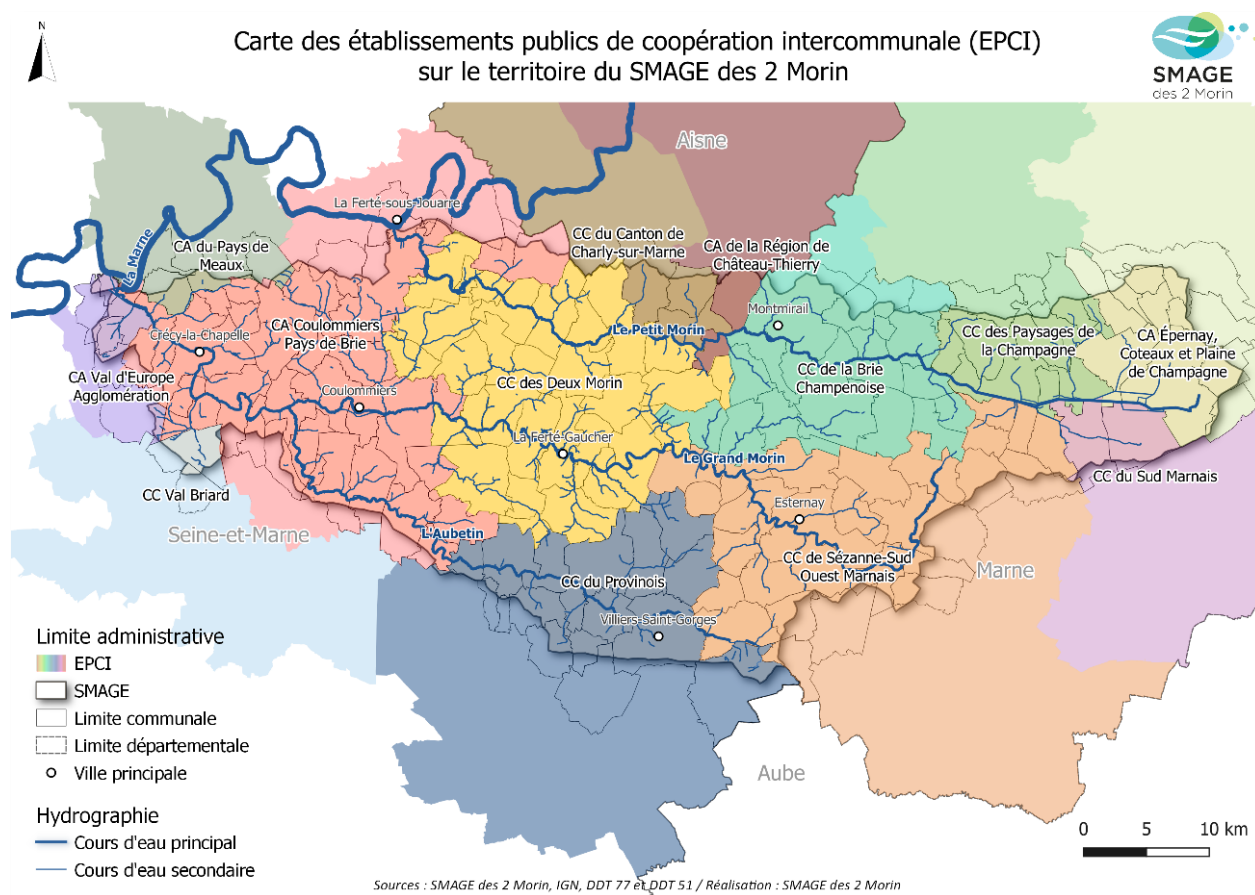 N
Carte des établissements publics de coopération intercommunale (EPCI)
sur le territoire du SMAGE des 2 Morin
SMAGE
des 2 Morin
Aisne
La Ferté-sous-Jouarre
La Marne
CA du Pays de
Meaux
CC du Canton de
Charly-sur-Marne
CA de la Région de
Château-Thierry
Montmirail
Crécy-la-Chapelle
CA Coulommiers
Pays de Brie
Le Petit Morin
CC des Paysages de
la Champagne
CA Épernay,
Coteaux et Plaine
de Champagne
CA Val d'Europe
Agglomération
Coulommiers
CC des Deux Morin
CC de la Brie
Champenoise
La Ferté-Gaucher
Le Grand Morin
CC du Sud Marnais
CC Val Briard
Esternay
Seine-et-Marne
L'Aubetin
CC de Sézanne-Sud
Ouest Marnais
Marne
CC du Provinois
Villiers-Saint-Gorges
Limite administrative
EPCI
SMAGE
Limite communale
Limite départementale
Ville principale
Aube
Hydrographie
Cours d'eau principal
Cours d'eau secondaire
0 5 10 km
Sources : SMAGE des 2 Morin, IGN, DDT 77 et DDT 51 / Réalisation : SMAGE des 2 Morin